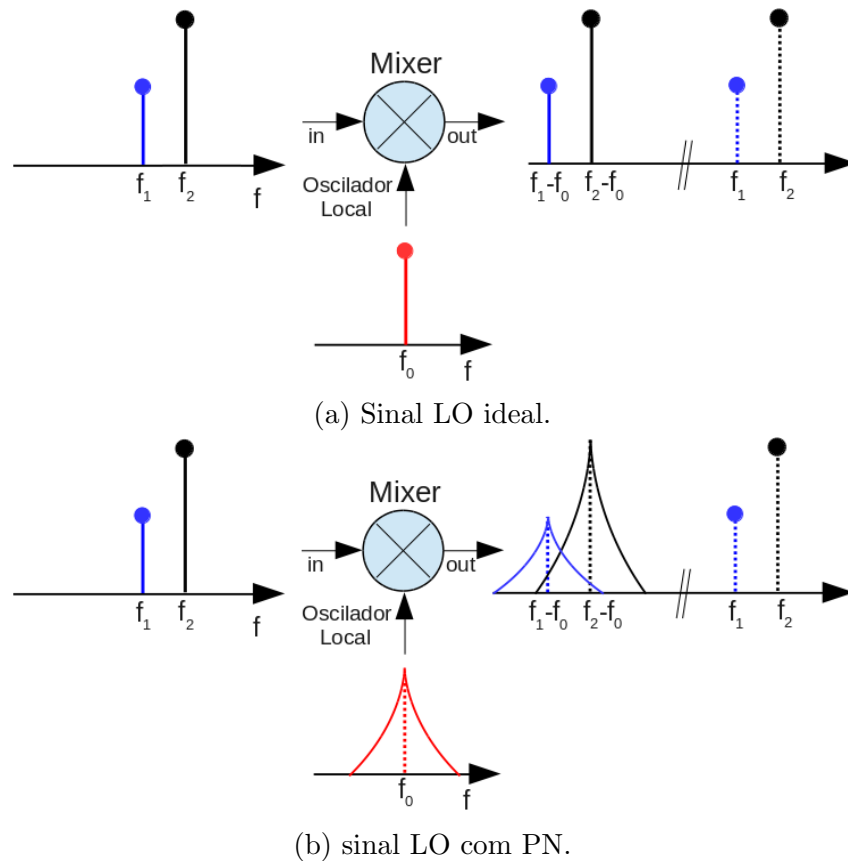 Mixer
in
out
Oscilador
Local
f₁ f₂
f
f₁-f₀ f₂-f₀
f₁ f₂
f₀
f
(a) Sinal LO ideal.
Mixer
in
out
Oscilador
Local
f₁ f₂
f
f₁-f₀ f₂-f₀
f₁ f₂
f₀
f
(b) sinal LO com PN.